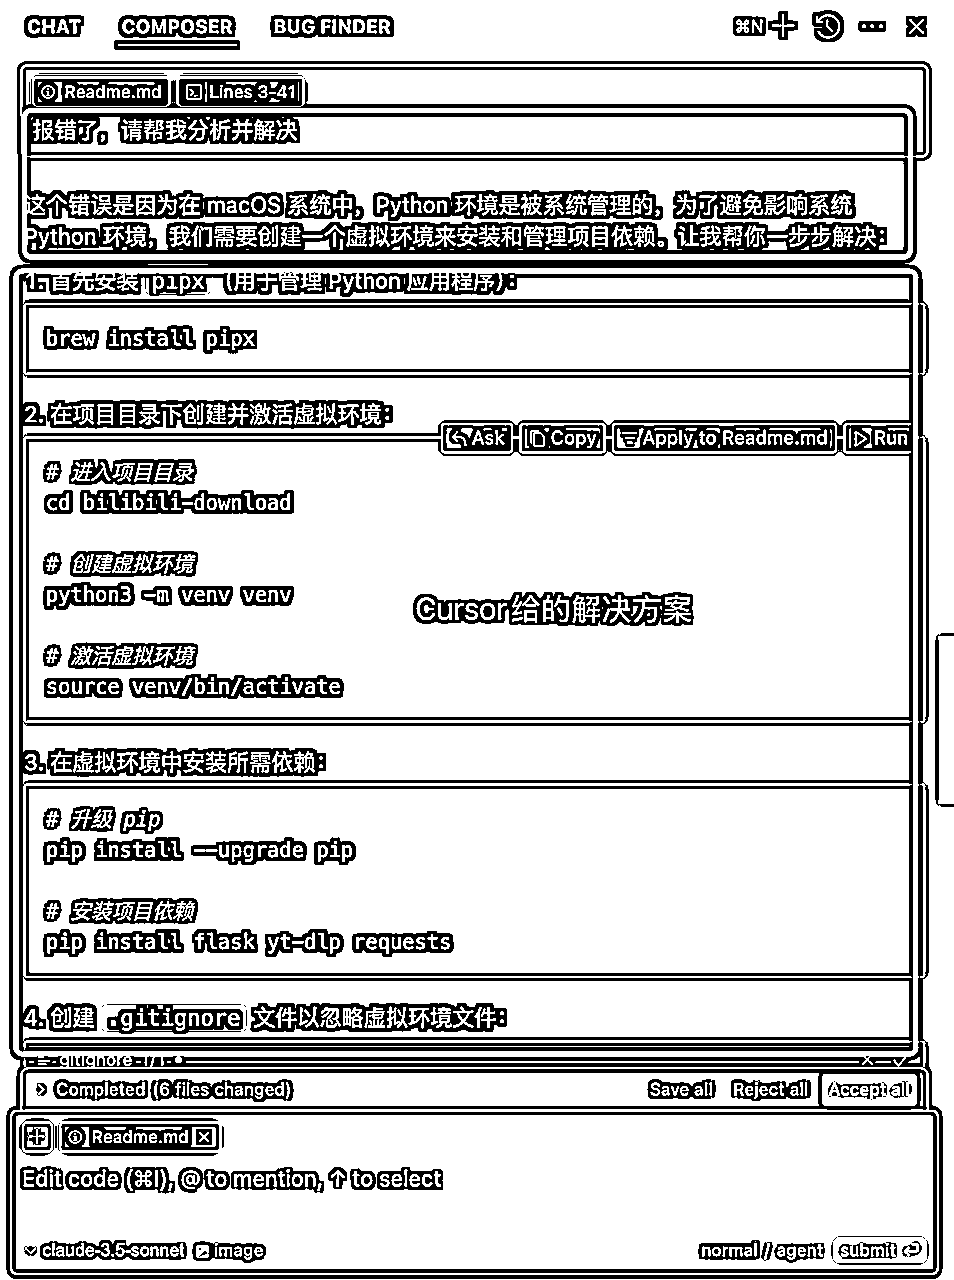 CHAT COMPOSER BUG FINDER ⌘N
Readme.md Lines 3-41
报错了，请帮我分析并解决
这个错误是因为在 macOS 系统中，Python 环境是被系统管理的，为了避免影响系统
Python 环境，我们需要创建一个虚拟环境来安装和管理项目依赖。让我帮你一步步解决：
1. 首先安装 pipx （用于管理 Python 应用程序）：
brew install pipx
2. 在项目目录下创建并激活虚拟环境：
Ask Copy Apply to Readme.md Run
# 进入项目目录
cd bilibili-download
# 创建虚拟环境
python3 -m venv venv
Cursor给的解决方案
# 激活虚拟环境
source venv/bin/activate
3. 在虚拟环境中安装所需依赖：
# 升级 pip
pip install --upgrade pip
# 安装项目依赖
pip install flask yt-dlp requests
4. 创建 .gitignore 文件以忽略虚拟环境文件：
.gitignore
Completed (6 files changed) Save all Reject all Accept all
Readme.md
Edit code (⌘I), @ to mention, ↑ to select
claude-3.5-sonnet image normal // agent submit